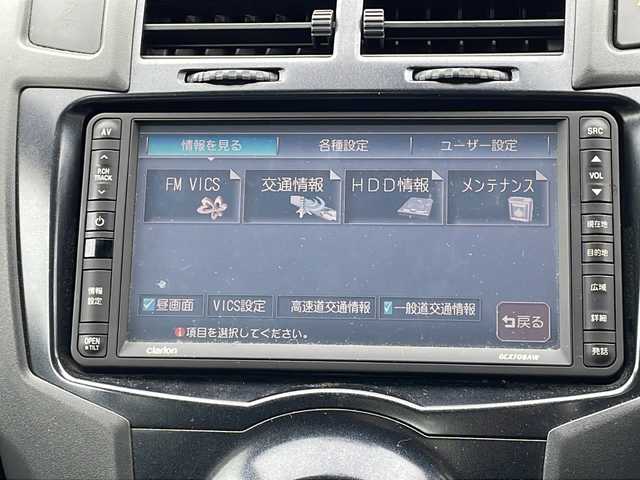 AV
SRC
情報を見る 各種設定 ユーザー設定
P.CH
TRACK
VOL
FM VICS 交通情報 HDD情報 メンテナンス
現在地
目的地
情報
設定
広域
詳細
昼画面 VICS設定 高速道交通情報 一般道交通情報
戻る
項目を選択してください。
OPEN
TILT
発話
clarion